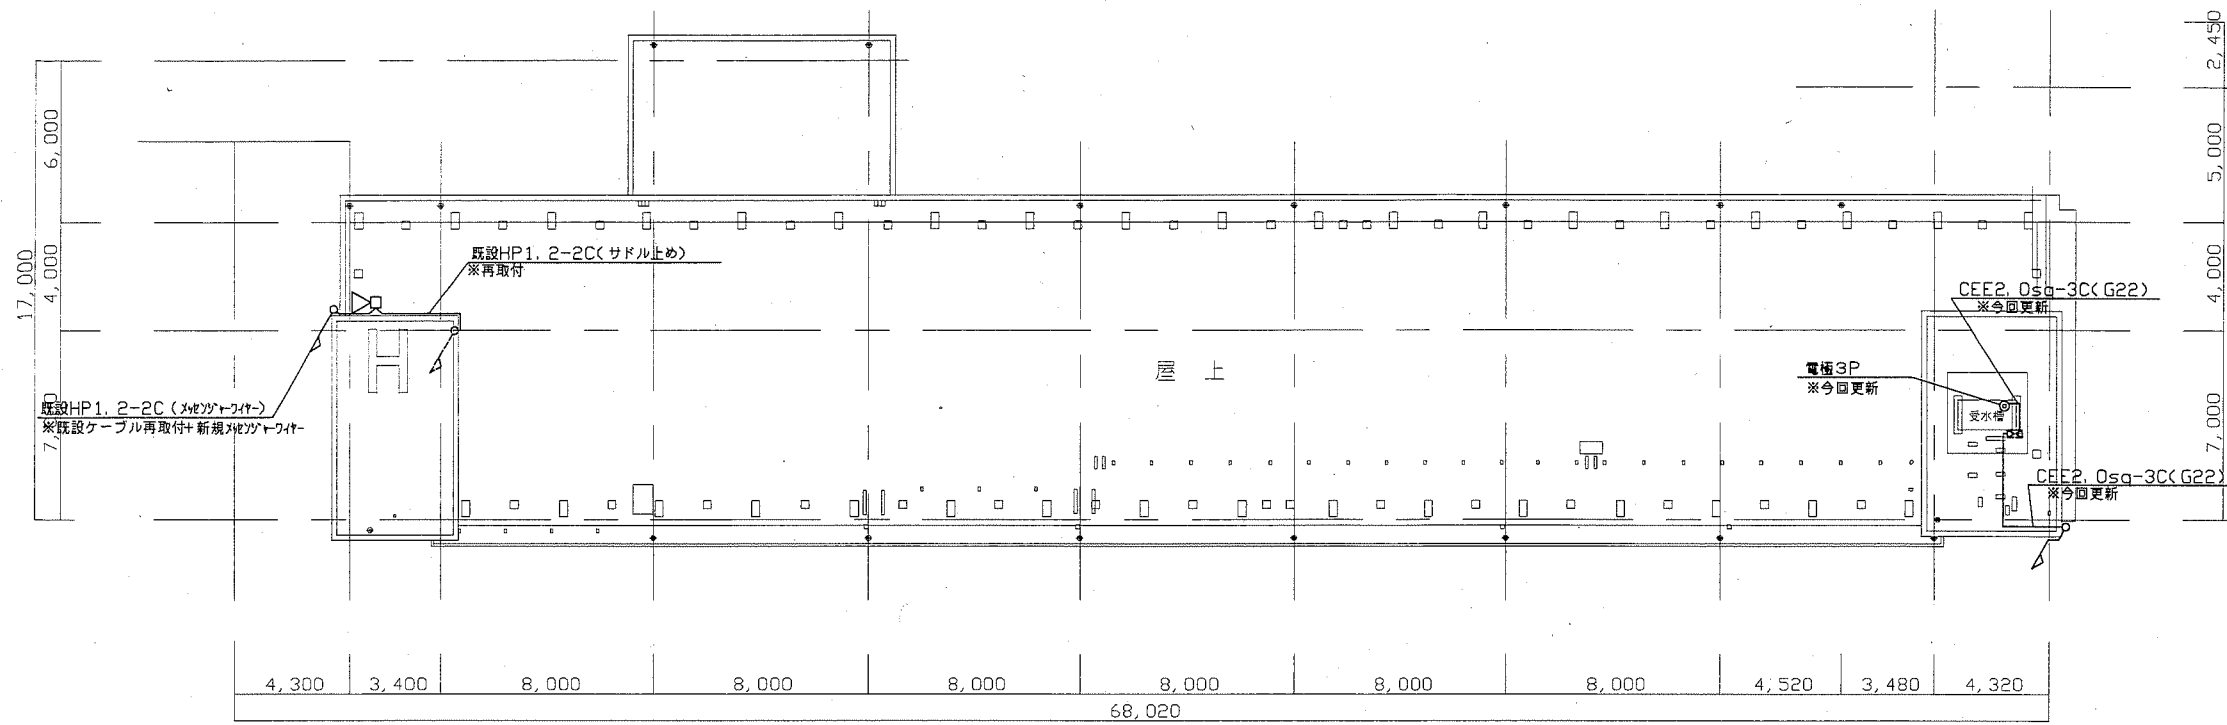 2,450
6,000
5,000
既設HP1. 2-2C(サドル止め)
※再取付
17,000
4,000
4,000
CEE2. 0sq-3C(G22)
※今回更新
H
屋 上
電極3P
※今回更新
既設HP1. 2-2C(メッセンジャーワイヤー)
※既設ケーブル再取付+新規メッセンジャーワイヤー
受水槽
7,000
CEE2. 0sq-3C(G22)
※今回更新
4,300 3,400 8,000 8,000 8,000 8,000 8,000 8,000 4,520 3,480 4,320
68,020